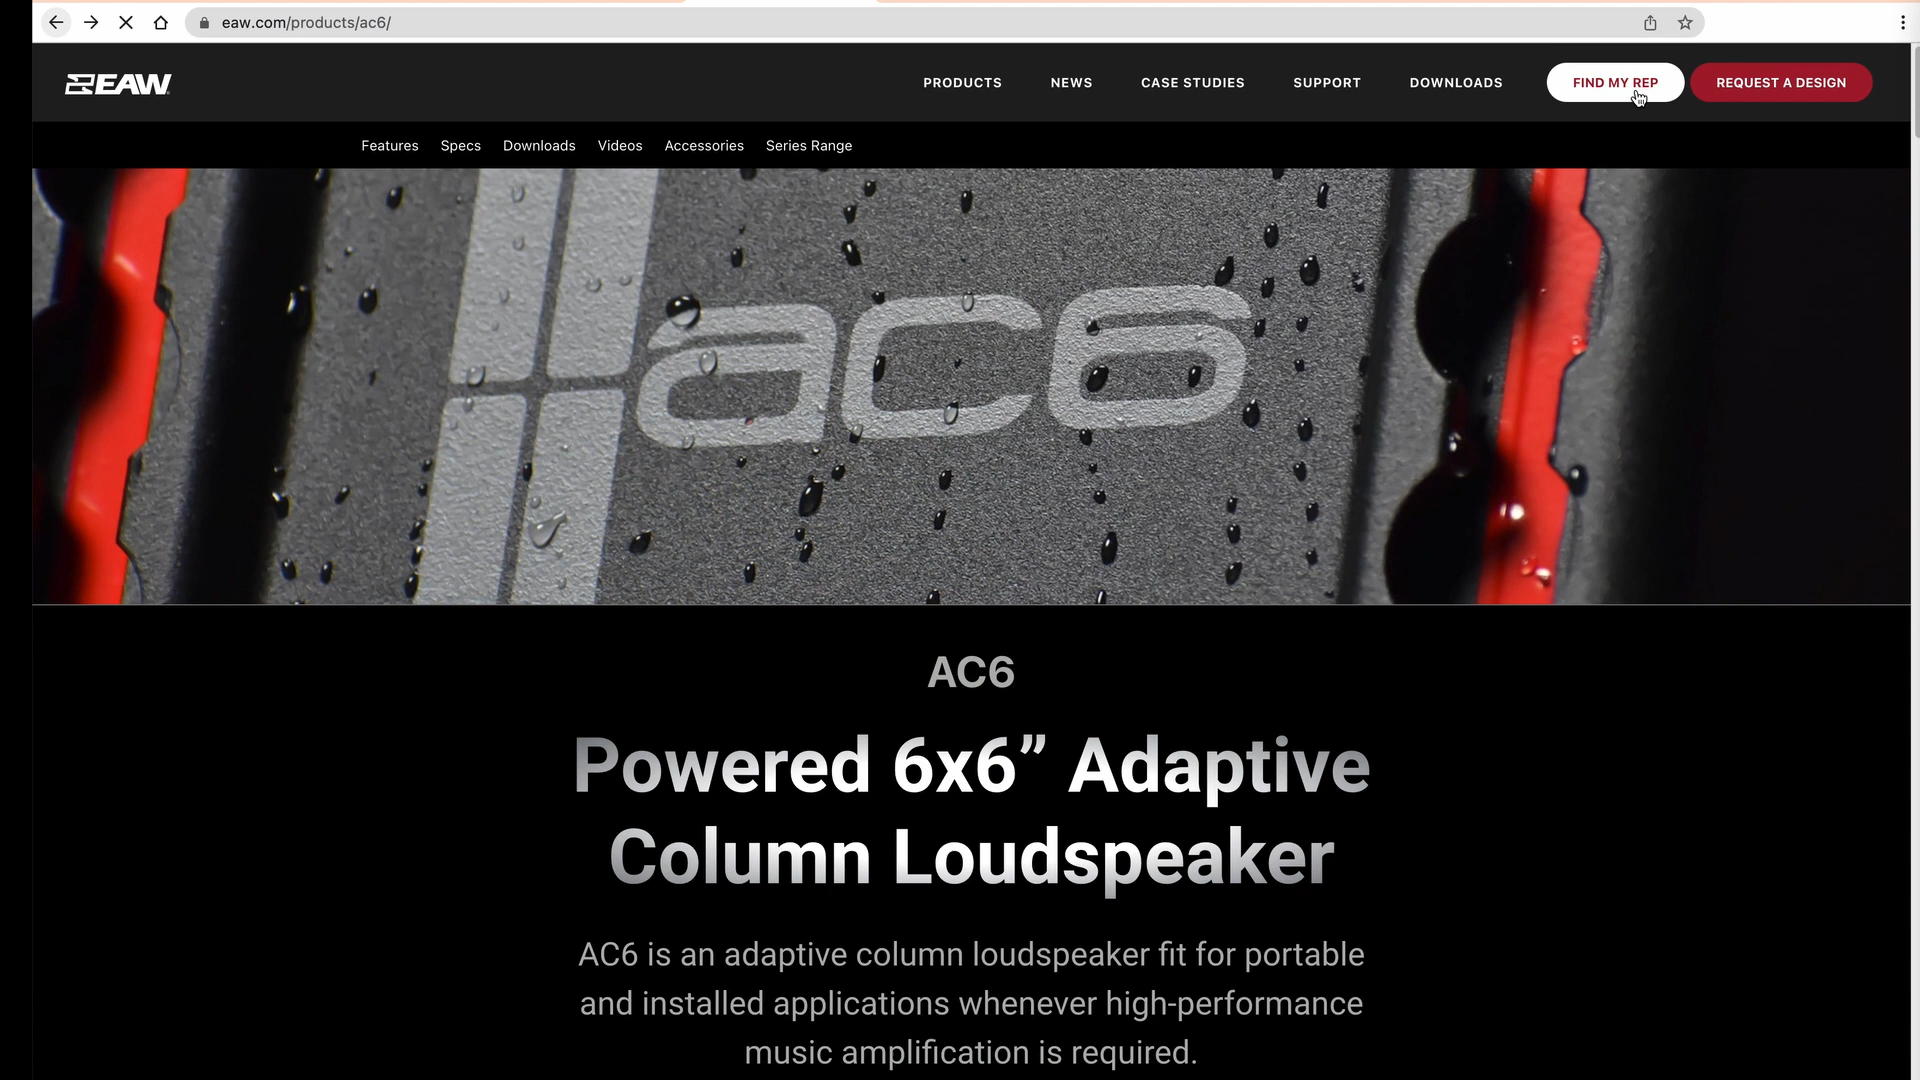 eaw.com/products/ac6/
EAW
PRODUCTS
NEWS
CASE STUDIES
SUPPORT
DOWNLOADS
FIND MY REP
REQUEST A DESIGN
Features
Specs
Downloads
Videos
Accessories
Series Range
ac6
AC6
Powered 6x6” Adaptive
Column Loudspeaker
AC6 is an adaptive column loudspeaker fit for portable
and installed applications whenever high-performance
music amplification is required.